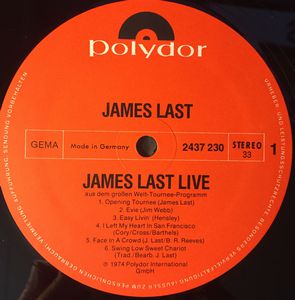 polydor
JAMES LAST
GEMA
Made in Germany
2437 230
STEREO
33
1
JAMES LAST LIVE
aus dem großen Welt-Tournee-Programm
1. Opening Tournee (James Last)
2. Evie (Jim Webb)
3. Easy Livin' (Hensley)
4. I Left My Heart In San Francisco
(Cory/Cross/Barthels)
5. Face In A Crowd (J. Last/B. R. Reeves)
6. Swing Low Sweet Chariot
(Trad./Bearb. J. Last)
℗ 1974 Polydor International
GmbH